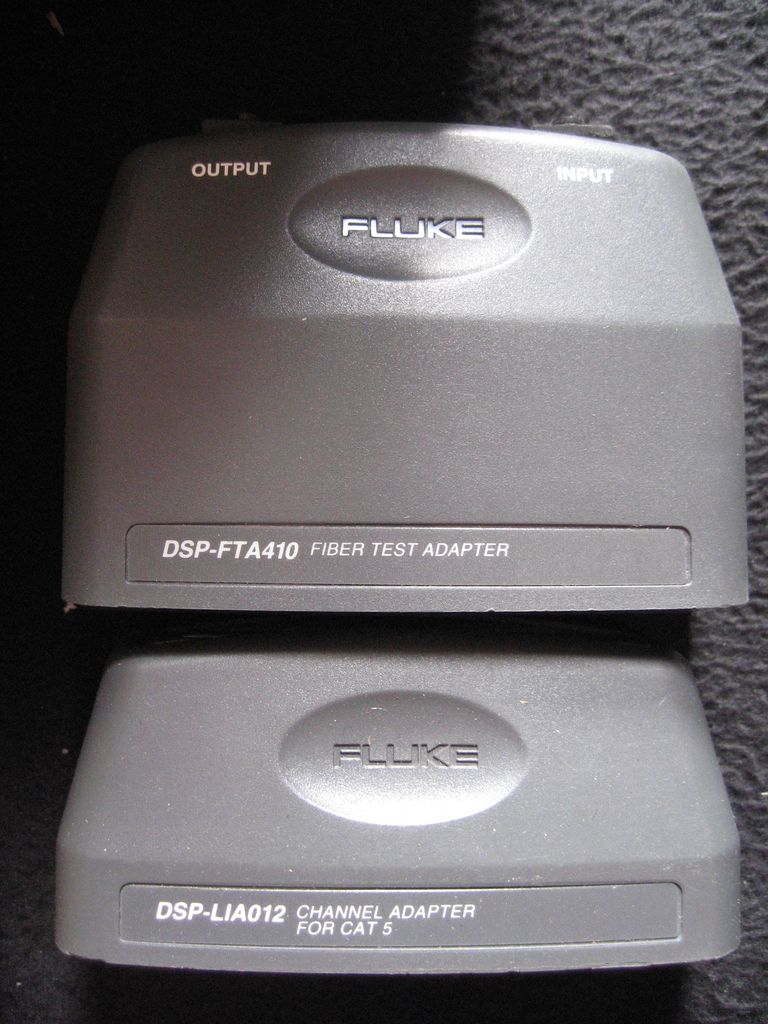 OUTPUT
INPUT
FLUKE
DSP-FTA410 FIBER TEST ADAPTER
FLUKE
DSP-LIA012 CHANNEL ADAPTER
FOR CAT 5